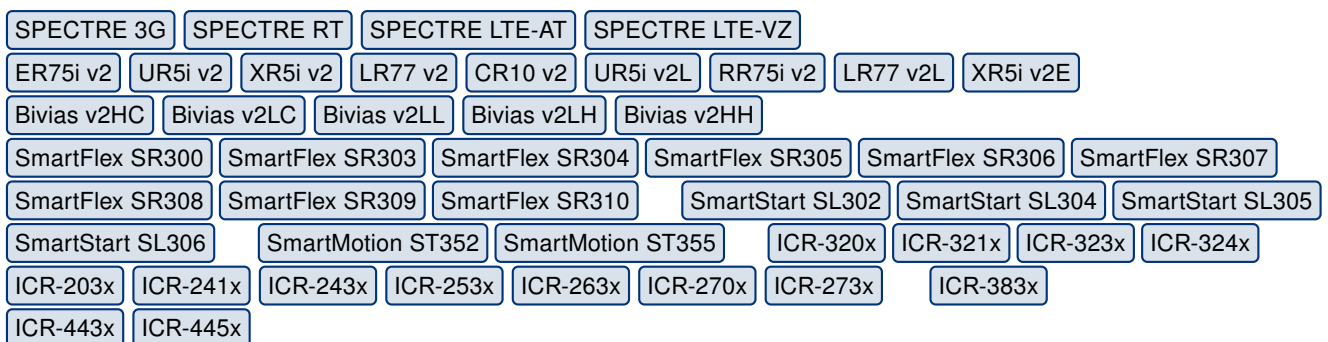 SPECTRE 3G SPECTRE RT SPECTRE LTE-AT SPECTRE LTE-VZ
ER75i v2 UR5i v2 XR5i v2 LR77 v2 CR10 v2 UR5i v2L RR75i v2 LR77 v2L XR5i v2E
Bivias v2HC Bivias v2LC Bivias v2LL Bivias v2LH Bivias v2HH
SmartFlex SR300 SmartFlex SR303 SmartFlex SR304 SmartFlex SR305 SmartFlex SR306 SmartFlex SR307
SmartFlex SR308 SmartFlex SR309 SmartFlex SR310 SmartStart SL302 SmartStart SL304 SmartStart SL305
SmartStart SL306 SmartMotion ST352 SmartMotion ST355 ICR-320x ICR-321x ICR-323x ICR-324x
ICR-203x ICR-241x ICR-243x ICR-253x ICR-263x ICR-270x ICR-273x ICR-383x
ICR-443x ICR-445x